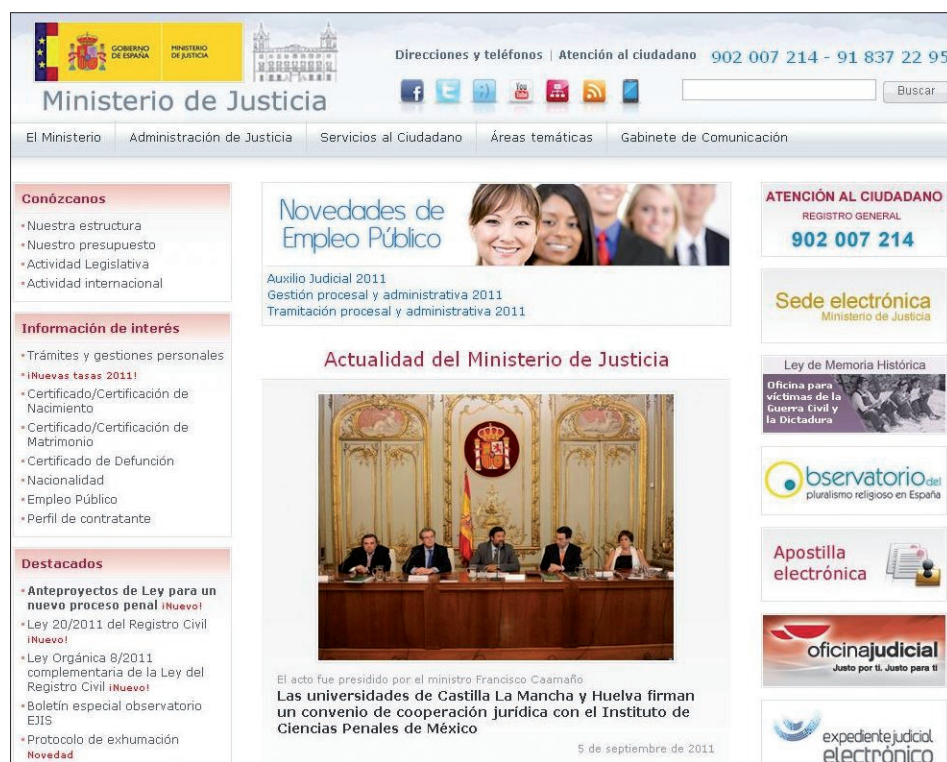 GOBIERNO
DE ESPAÑA
MINISTERIO
DE JUSTICIA
Ministerio de Justicia
Direcciones y teléfonos | Atención al ciudadano 902 007 214 - 91 837 22 95
f
You
Tube
Buscar
El Ministerio
Administración de Justicia
Servicios al Ciudadano
Áreas temáticas
Gabinete de Comunicación
Conózcanos
Nuestra estructura
Nuestro presupuesto
Actividad Legislativa
Actividad internacional
Información de interés
Trámites y gestiones personales
¡Nuevas tasas 2011!
Certificado/Certificación de
Nacimiento
Certificado/Certificación de
Matrimonio
Certificado de Defunción
Nacionalidad
Empleo Público
Perfil de contratante
Destacados
Anteproyectos de Ley para un
nuevo proceso penal ¡Nuevo!
Ley 20/2011 del Registro Civil
¡Nuevo!
Ley Orgánica 8/2011
complementaria de la Ley del
Registro Civil ¡Nuevo!
Boletín especial observatorio
EJIS
Protocolo de exhumación
Novedad
Novedades de
Empleo Público
Auxilio Judicial 2011
Gestión procesal y administrativa 2011
Tramitación procesal y administrativa 2011
Actualidad del Ministerio de Justicia
El acto fue presidido por el ministro Francisco Caamaño
Las universidades de Castilla La Mancha y Huelva firman
un convenio de cooperación jurídica con el Instituto de
Ciencias Penales de México
5 de septiembre de 2011
ATENCIÓN AL CIUDADANO
REGISTRO GENERAL
902 007 214
Sede electrónica
Ministerio de Justicia
Ley de Memoria Histórica
Oficina para
víctimas de la
Guerra Civil y
la Dictadura
Observatorio del
pluralismo religioso en España
Apostilla
electrónica
oficinajudicial
Justo por ti. Justo para ti
expedientejudicial
electrónico